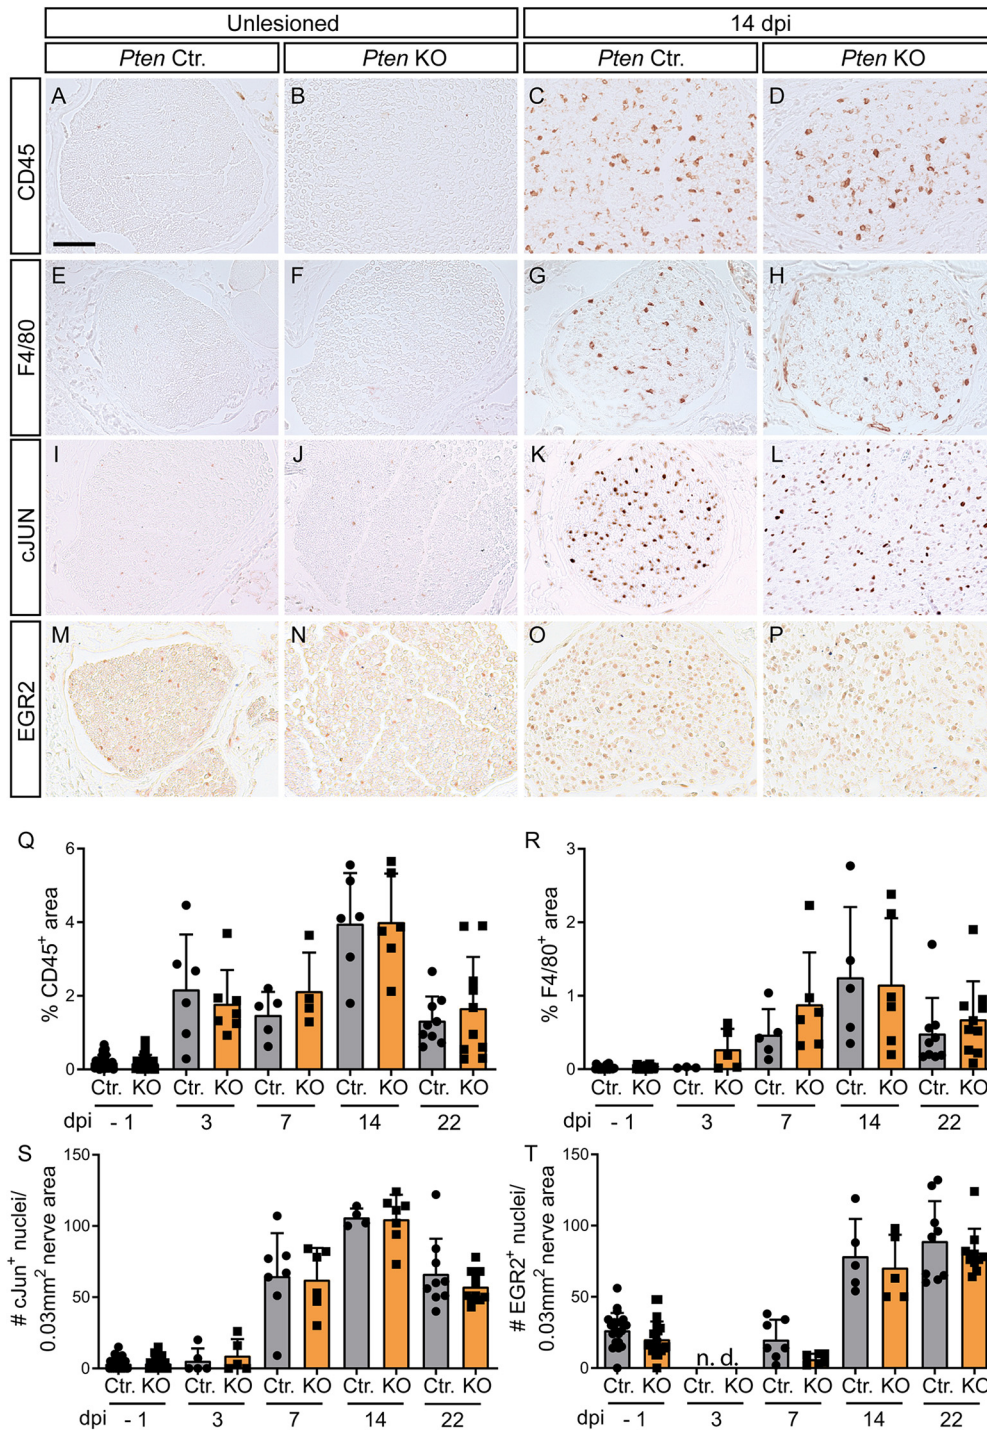 Unlesioned 14 dpi
Pten Ctr. Pten KO Pten Ctr. Pten KO
CD45
A B C D
F4/80
E F G H
cJUN
I J K L
EGR2
M N O P
Q
% CD45⁺ area
6
4
2
0
Ctr. KO Ctr. KO Ctr. KO Ctr. KO Ctr. KO
dpi - 1 3 7 14 22
R
% F4/80⁺ area
3
2
1
0
Ctr. KO Ctr. KO Ctr. KO Ctr. KO Ctr. KO
dpi - 1 3 7 14 22
S
# cJun⁺ nuclei/
0.03mm² nerve area
150
100
50
0
Ctr. KO Ctr. KO Ctr. KO Ctr. KO Ctr. KO
dpi - 1 3 7 14 22
T
# EGR2⁺ nuclei/
0.03mm² nerve area
150
100
50
0
n. d.
Ctr. KO Ctr. KO Ctr. KO Ctr. KO Ctr. KO
dpi - 1 3 7 14 22